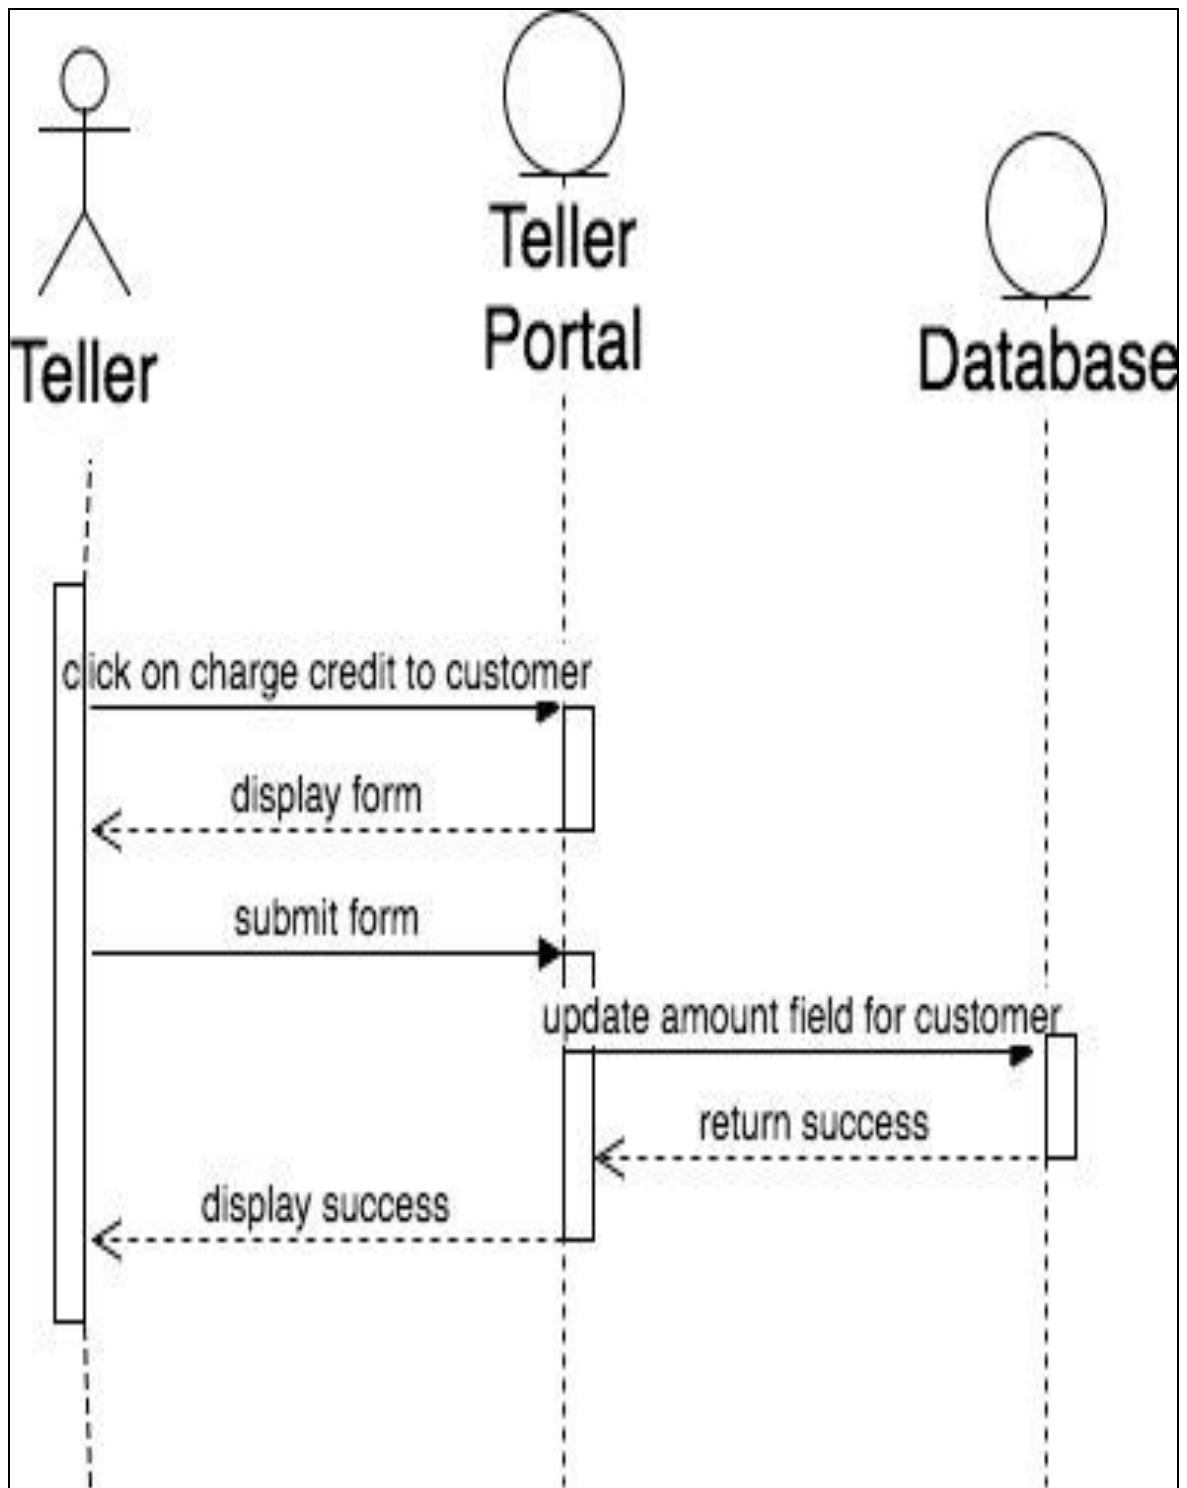 Teller
Portal
Database
Teller
click on charge credit to customer
display form
submit form
update amount field for customer
return success
display success